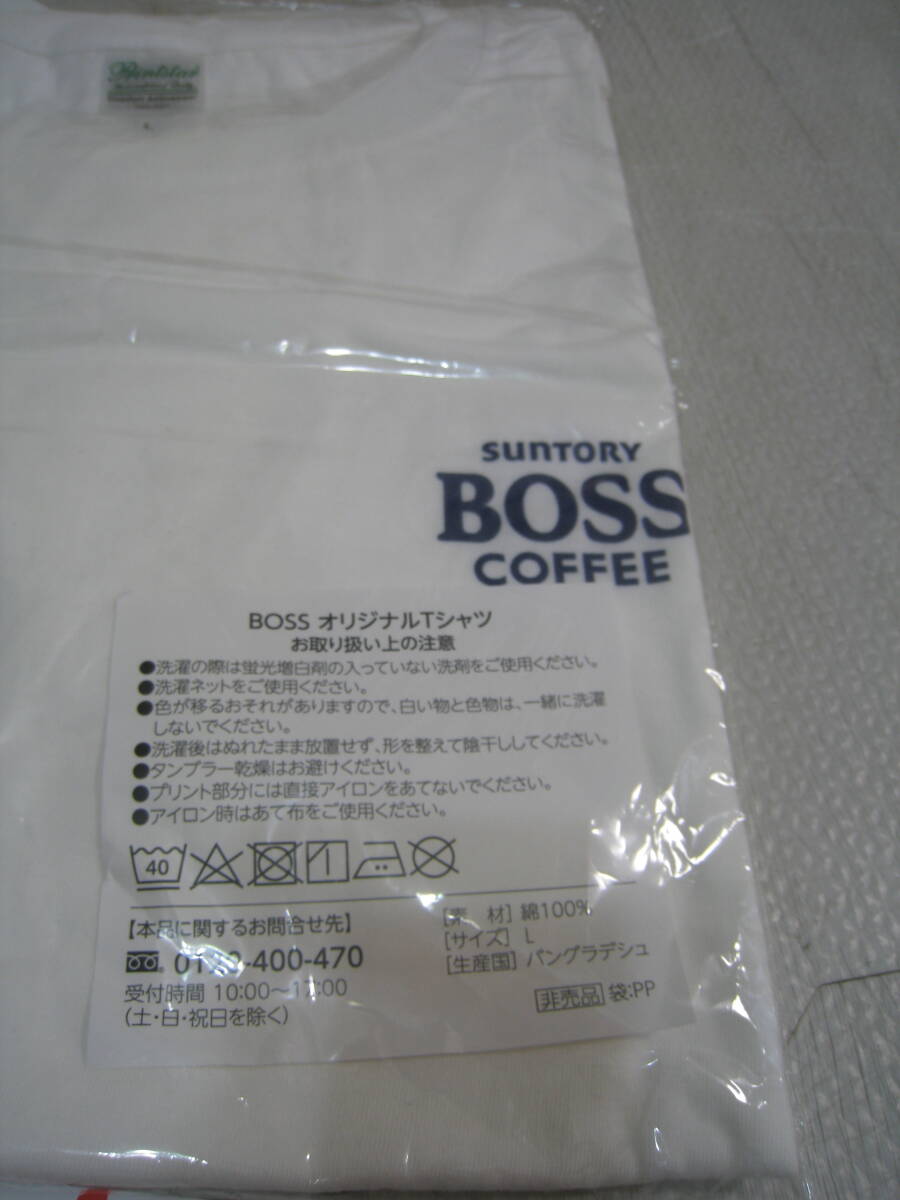 Printstar
L
SUNTORY
BOSS
COFFEE
BOSS オリジナルTシャツ
お取り扱い上の注意
●洗濯の際は蛍光増白剤の入っていない洗剤をご使用ください。
●洗濯ネットをご使用ください。
●色が移るおそれがありますので、白い物と色物は、一緒に洗濯
しないでください。
●洗濯後はぬれたまま放置せず、形を整えて陰干ししてください。
●タンブラー乾燥はお避けください。
●プリント部分には直接アイロンをあてないでください。
●アイロン時はあて布をご使用ください。
40
【本品に関するお問合せ先】
0120-400-470
受付時間 10:00～17:00
(土・日・祝日を除く)
[素 材] 綿100%
[サイズ] L
[生産国] バングラデシュ
非売品 袋:PP